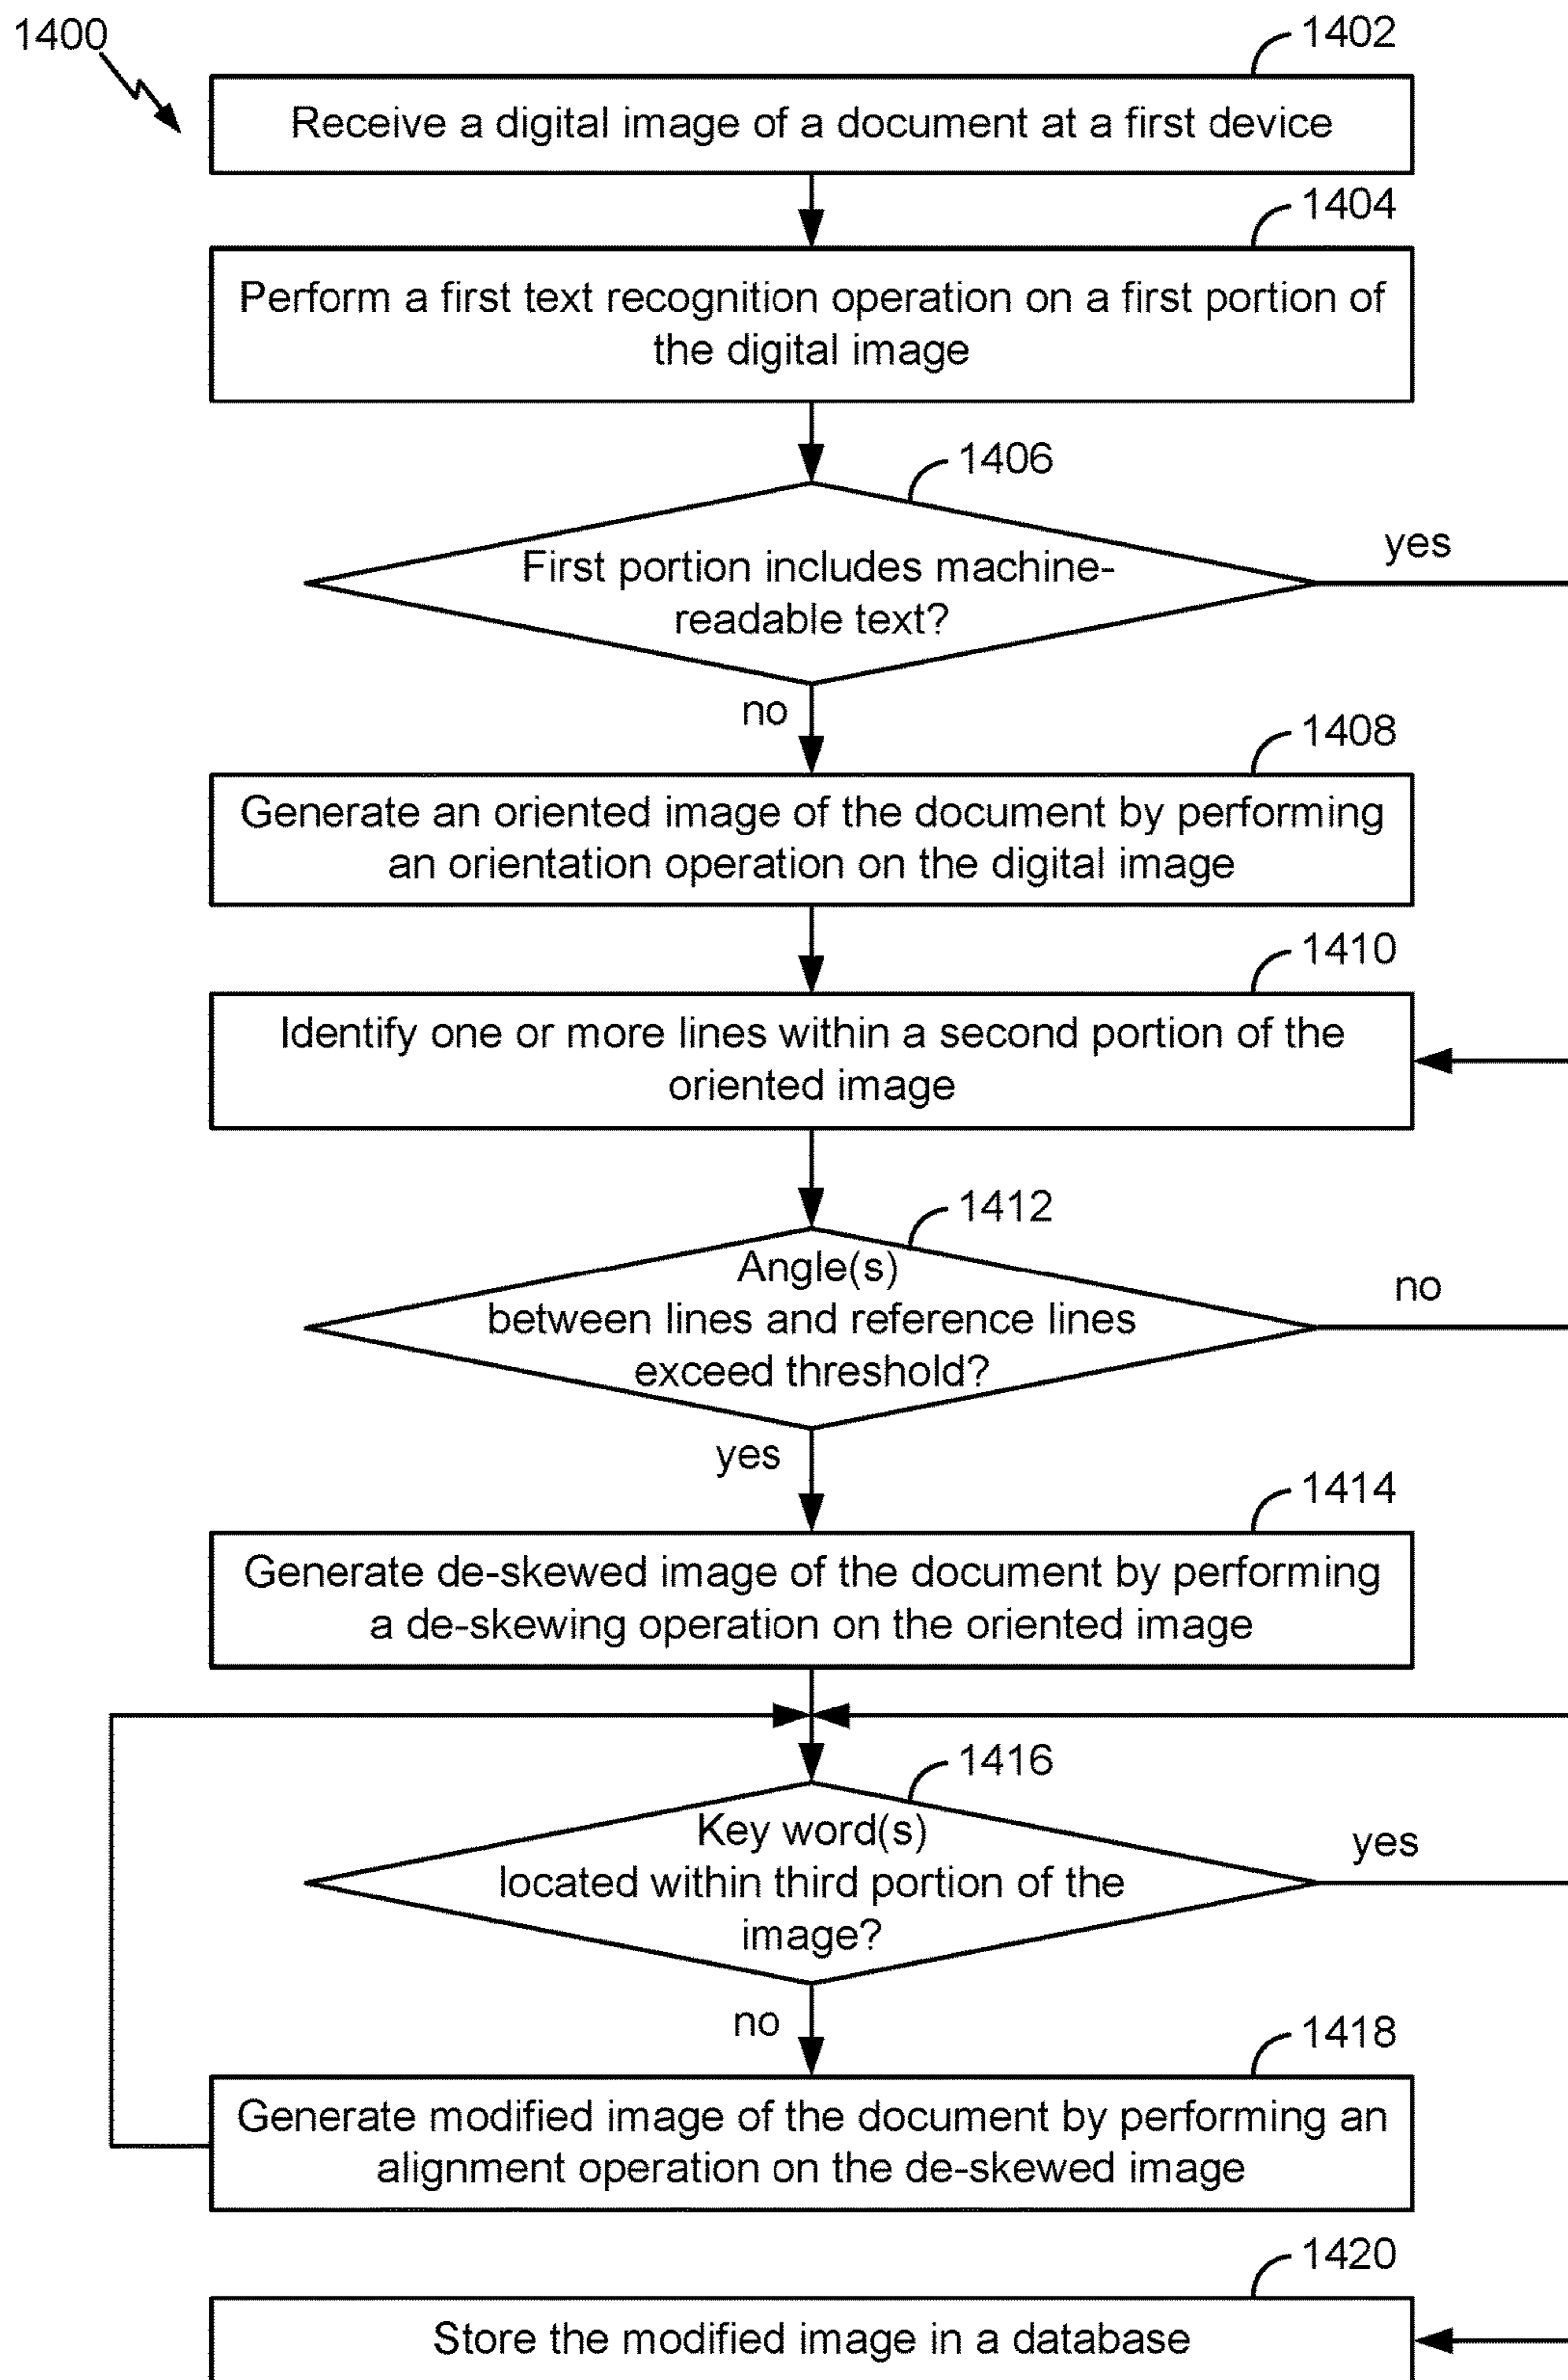 1400
1402
Receive a digital image of a document at a first device
1404
Perform a first text recognition operation on a first portion of
the digital image
1406
First portion includes machine-
readable text?
yes
no
1408
Generate an oriented image of the document by performing
an orientation operation on the digital image
1410
Identify one or more lines within a second portion of the
oriented image
1412
Angle(s)
between lines and reference lines
exceed threshold?
no
yes
1414
Generate de-skewed image of the document by performing
a de-skewing operation on the oriented image
1416
Key word(s)
located within third portion of the
image?
yes
no
1418
Generate modified image of the document by performing an
alignment operation on the de-skewed image
1420
Store the modified image in a database